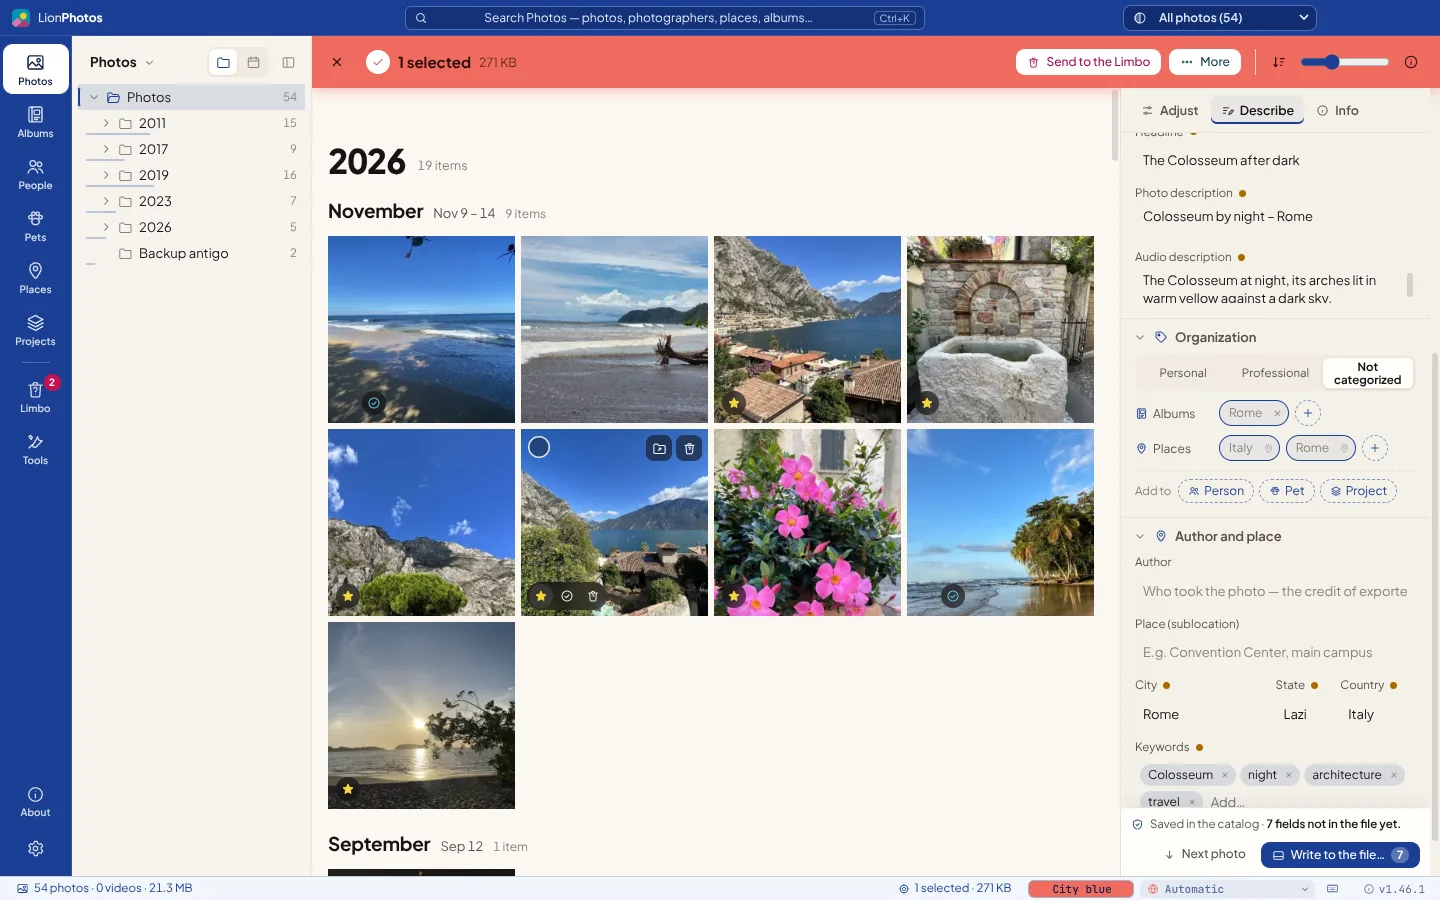 LionPhotos
Search Photos — photos, photographers, places, albums...
Ctrl+K
All photos (54)
Photos
Albums
People
Pets
Places
Projects
2
Limbo
Tools
About
Photos
Photos 54
2011 15
2017 9
2019 16
2023 7
2026 5
Backup antigo 2
1 selected 271 KB
Send to the Limbo
More
2026 19 items
November Nov 9 – 14 9 items
September Sep 12 1 item
Adjust Describe Info
Headline
The Colosseum after dark
Photo description
Colosseum by night – Rome
Audio description
The Colosseum at night, its arches lit in
warm yellow against a dark sky.
Organization
Personal Professional Not categorized
Albums Rome × +
Places Italy Rome +
Add to Person Pet Project
Author and place
Author
Who took the photo — the credit of exporte
Place (sublocation)
E.g. Convention Center, main campus
City State Country
Rome Lazi Italy
Keywords
Colosseum × night × architecture ×
travel × Add...
Saved in the catalog · 7 fields not in the file yet.
Next photo Write to the file... 7
54 photos · 0 videos · 21.3 MB
1 selected · 271 KB
City blue
Automatic
v1.46.1